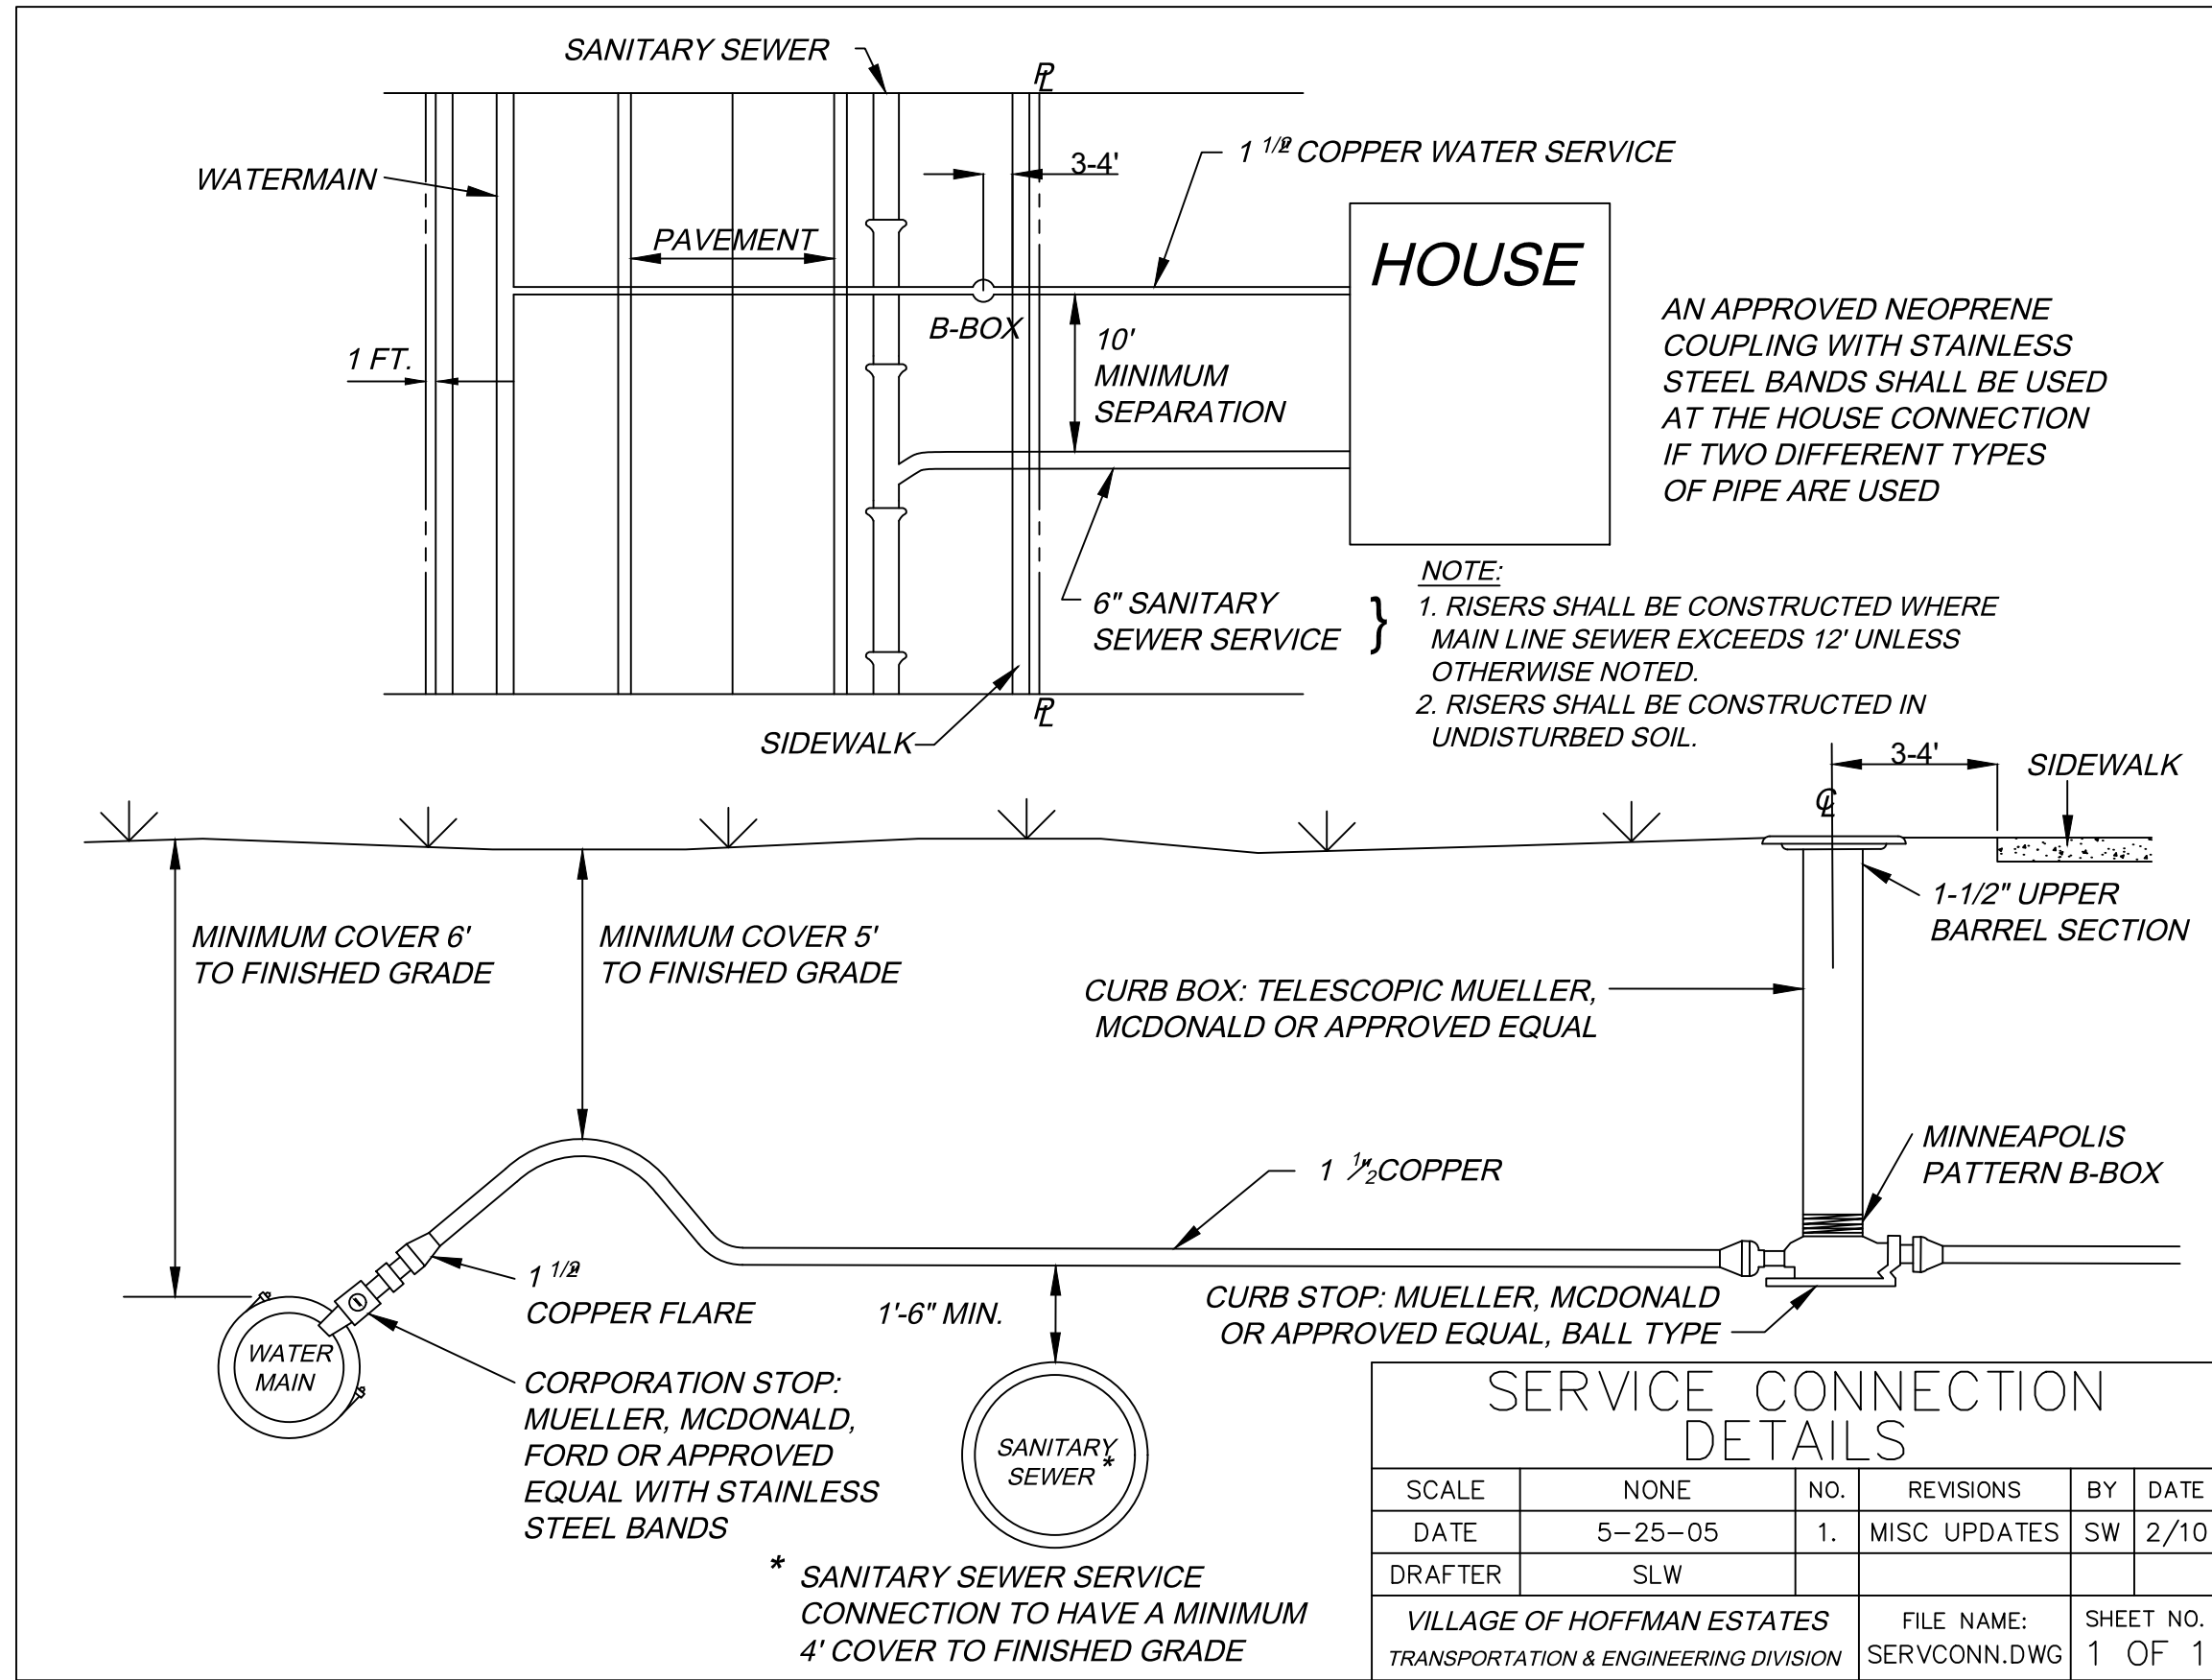 SANITARY SEWER
PL
WATERMAIN
3-4'
1 1/2" COPPER WATER SERVICE
PAVEMENT
HOUSE
B-BOX
1 FT.
10'
MINIMUM
SEPARATION
AN APPROVED NEOPRENE
COUPLING WITH STAINLESS
STEEL BANDS SHALL BE USED
AT THE HOUSE CONNECTION
IF TWO DIFFERENT TYPES
OF PIPE ARE USED
6" SANITARY
SEWER SERVICE }
NOTE:
1. RISERS SHALL BE CONSTRUCTED WHERE
MAIN LINE SEWER EXCEEDS 12' UNLESS
OTHERWISE NOTED.
2. RISERS SHALL BE CONSTRUCTED IN
UNDISTURBED SOIL.
PL
SIDEWALK
3-4'
SIDEWALK
CL
MINIMUM COVER 6'
TO FINISHED GRADE
MINIMUM COVER 5'
TO FINISHED GRADE
1-1/2" UPPER
BARREL SECTION
CURB BOX: TELESCOPIC MUELLER,
MCDONALD OR APPROVED EQUAL
MINNEAPOLIS
PATTERN B-BOX
1 1/2" COPPER
1 1/2"
COPPER FLARE
1'-6" MIN.
CURB STOP: MUELLER, MCDONALD
OR APPROVED EQUAL, BALL TYPE
WATER
MAIN
CORPORATION STOP:
MUELLER, MCDONALD,
FORD OR APPROVED
EQUAL WITH STAINLESS
STEEL BANDS
SANITARY
SEWER *
* SANITARY SEWER SERVICE
CONNECTION TO HAVE A MINIMUM
4' COVER TO FINISHED GRADE
SERVICE CONNECTION
DETAILS
SCALE NONE NO. REVISIONS BY DATE
DATE 5-25-05 1. MISC UPDATES SW 2/10
DRAFTER SLW
VILLAGE OF HOFFMAN ESTATES
TRANSPORTATION & ENGINEERING DIVISION
FILE NAME:
SERVCONN.DWG
SHEET NO.
1 OF 1